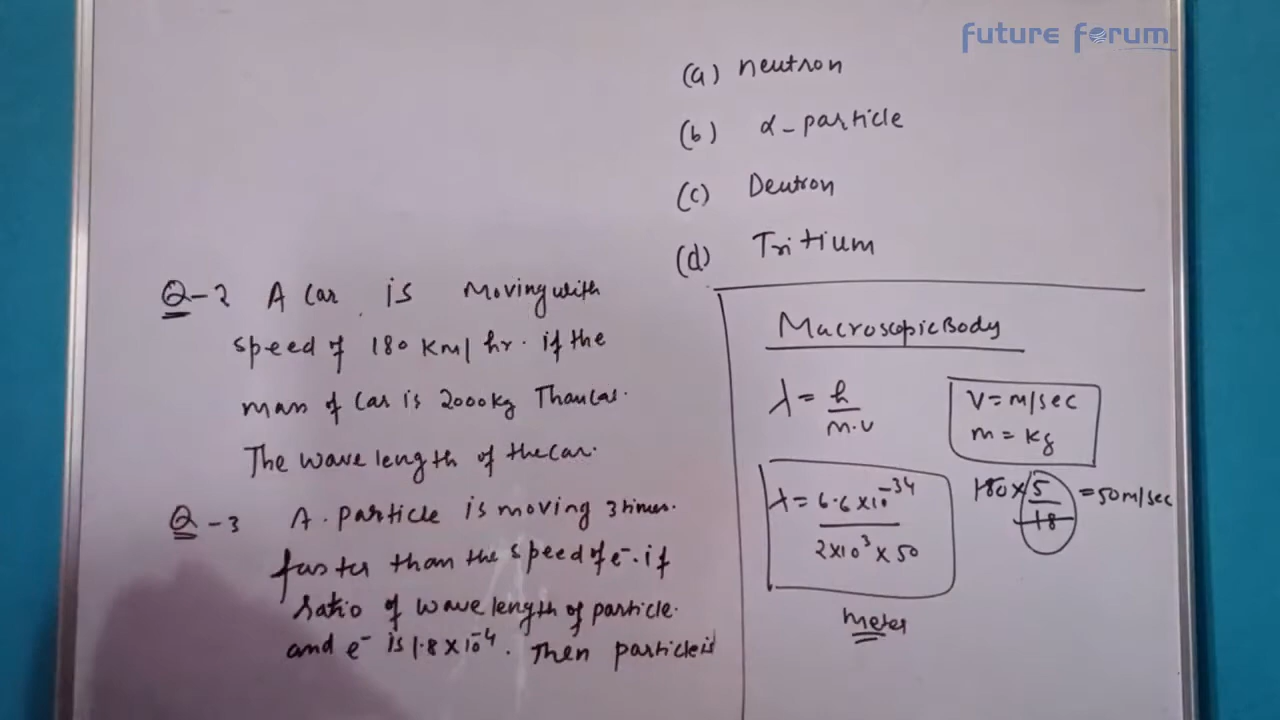 future forum
(a) neutron
(b) α-particle
(c) Deutron
(d) Tritium
Q-2 A Car is moving with
speed of 180 Km/hr. if the
man of Car is 2000kg Than Cal.
The wave length of the car.
Q-3 A. particle is moving 3 times.
faster than the speed of e⁻. if
ratio of wave length of particle.
and e⁻ is 1.8×10⁻⁴. Then particle is
Macroscopic Body
λ = h / m.v
V = m/sec
m = kg
λ = 6.6×10⁻³⁴ / 2×10³ × 50
180 × 5/18 = 50 m/sec
meter